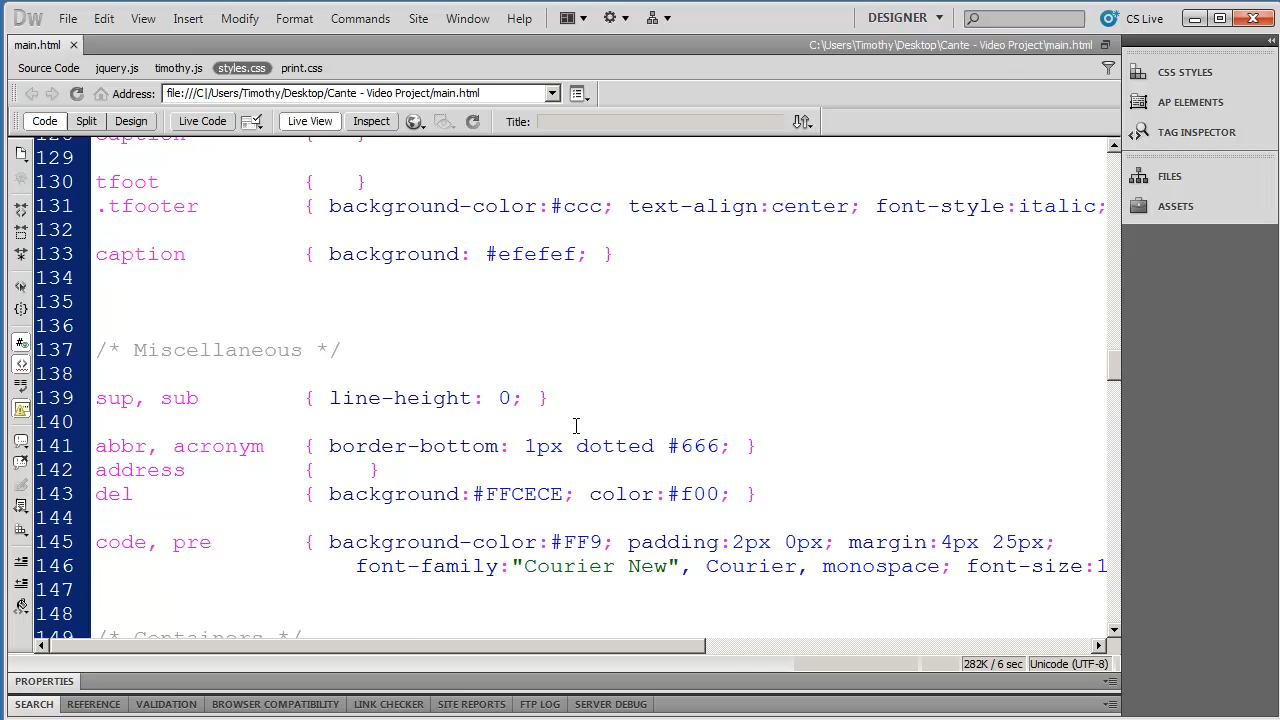 Dw File Edit View Insert Modify Format Commands Site Window Help DESIGNER CS Live
main.html C:\Users\Timothy\Desktop\Cante - Video Project\main.html
Source Code jquery.js timothy.js styles.css print.css
Address: file:///C|/Users/Timothy/Desktop/Cante - Video Project/main.html
Code Split Design Live Code Live View Inspect Title:
129
130 tfoot { }
131 .tfooter { background-color:#ccc; text-align:center; font-style:italic;
132
133 caption { background: #efefef; }
134
135
136
137 /* Miscellaneous */
138
139 sup, sub { line-height: 0; }
140
141 abbr, acronym { border-bottom: 1px dotted #666; }
142 address { }
143 del { background:#FFCECE; color:#f00; }
144
145 code, pre { background-color:#FF9; padding:2px 0px; margin:4px 25px;
146 font-family:"Courier New", Courier, monospace; font-size:1
147
148
149 /* Containers */
282K / 6 sec Unicode (UTF-8)
PROPERTIES
SEARCH REFERENCE VALIDATION BROWSER COMPATIBILITY LINK CHECKER SITE REPORTS FTP LOG SERVER DEBUG
CSS STYLES
AP ELEMENTS
TAG INSPECTOR
FILES
ASSETS